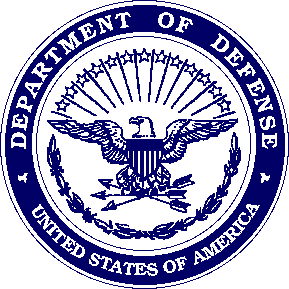 DEPARTMENT OF DEFENSE
UNITED STATES OF AMERICA